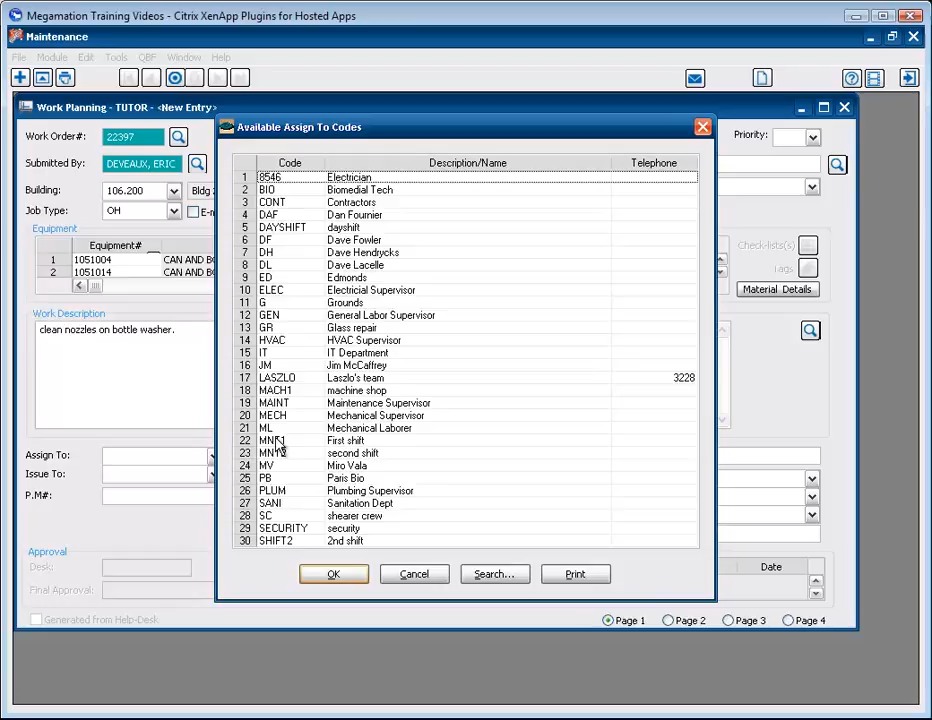 Megamation Training Videos - Citrix XenApp Plugins for Hosted Apps
Maintenance
File Module Edit Tools QBF Window Help
Work Planning - TUTOR - <New Entry>
Available Assign To Codes
Work Order#: 22397
Priority:
Submitted By: DEVEAUX, ERIC
Building: 106.200 Bldg
Job Type: OH
Equipment
Equipment#
1 1051004 CAN AND BO
2 1051014 CAN AND BO
Check-lists(s)
Tags
Material Details
Work Description
clean nozzles on bottle washer.
Assign To:
Issue To:
P.M#:
Approval
Desk:
Final Approval:
Date
Generated from Help-Desk
Page 1 Page 2 Page 3 Page 4
Code Description/Name Telephone
1 8546 Electrician
2 BIO Biomedial Tech
3 CONT Contractors
4 DAF Dan Fournier
5 DAYSHIFT dayshift
6 DF Dave Fowler
7 DH Dave Hendrycks
8 DL Dave Lacelle
9 ED Edmonds
10 ELEC Electricial Supervisor
11 G Grounds
12 GEN General Labor Supervisor
13 GR Glass repair
14 HVAC HVAC Supervisor
15 IT IT Department
16 JM Jim McCaffrey
17 LASZLO Laszlo's team 3228
18 MACH1 machine shop
19 MAINT Maintenance Supervisor
20 MECH Mechanical Supervisor
21 ML Mechanical Laborer
22 First shift
23 second shift
24 MV Miro Vala
25 PB Paris Bio
26 PLUM Plumbing Supervisor
27 SANI Sanitation Dept
28 SC shearer crew
29 SECURITY security
30 SHIFT2 2nd shift
OK Cancel Search... Print